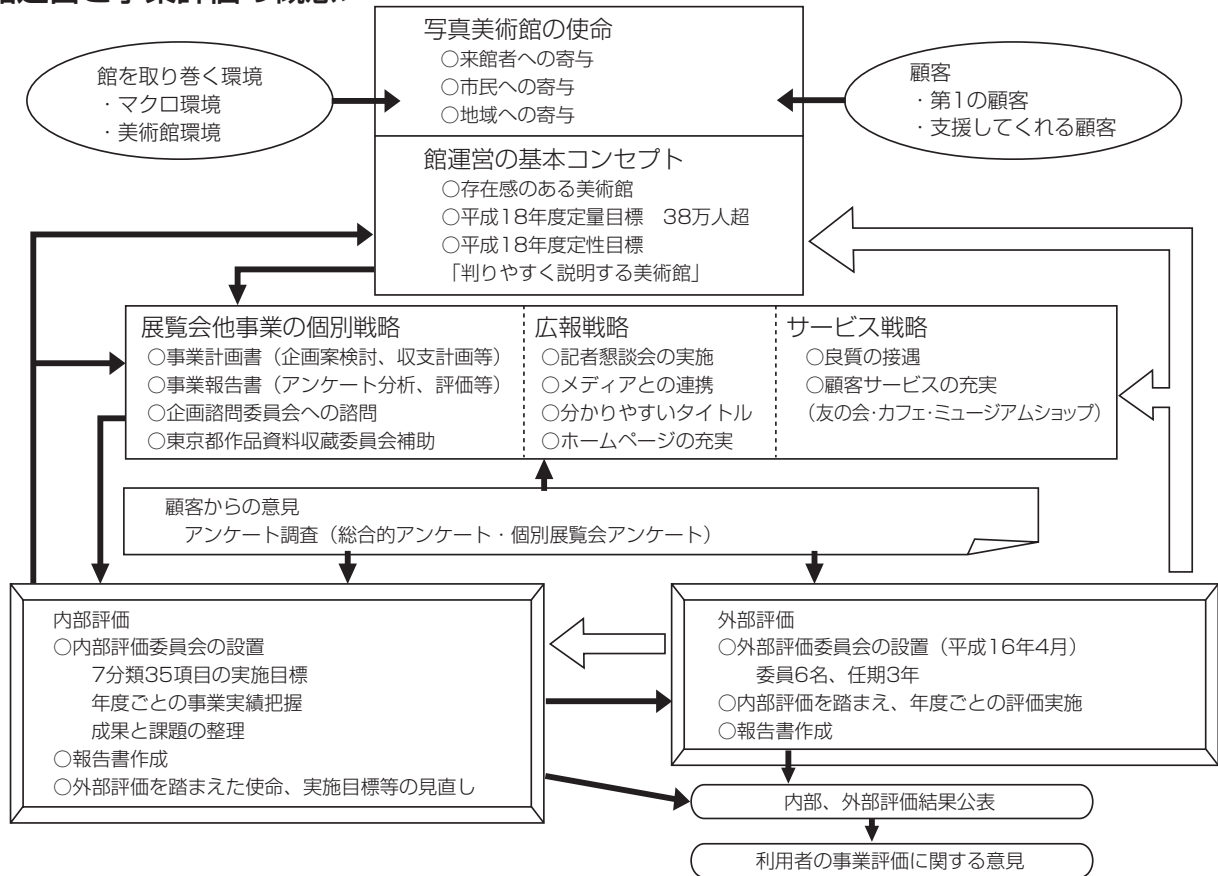 写真美術館の使命
○来館者への寄与
○市民への寄与
○地域への寄与
館を取り巻く環境
・マクロ環境
・美術館環境
顧客
・第1の顧客
・支援してくれる顧客
館運営の基本コンセプト
○存在感のある美術館
○平成18年度定量目標　38万人超
○平成18年度定性目標
「判りやすく説明する美術館」
展覧会他事業の個別戦略
○事業計画書（企画案検討、収支計画等）
○事業報告書（アンケート分析、評価等）
○企画諮問委員会への諮問
○東京都作品資料収蔵委員会補助
広報戦略
○記者懇談会の実施
○メディアとの連携
○分かりやすいタイトル
○ホームページの充実
サービス戦略
○良質の接遇
○顧客サービスの充実
（友の会・カフェ・ミュージアムショップ）
顧客からの意見
アンケート調査（総合的アンケート・個別展覧会アンケート）
内部評価
○内部評価委員会の設置
7分類35項目の実施目標
年度ごとの事業実績把握
成果と課題の整理
○報告書作成
○外部評価を踏まえた使命、実施目標等の見直し
外部評価
○外部評価委員会の設置（平成16年4月）
委員6名、任期3年
○内部評価を踏まえ、年度ごとの評価実施
○報告書作成
内部、外部評価結果公表
利用者の事業評価に関する意見